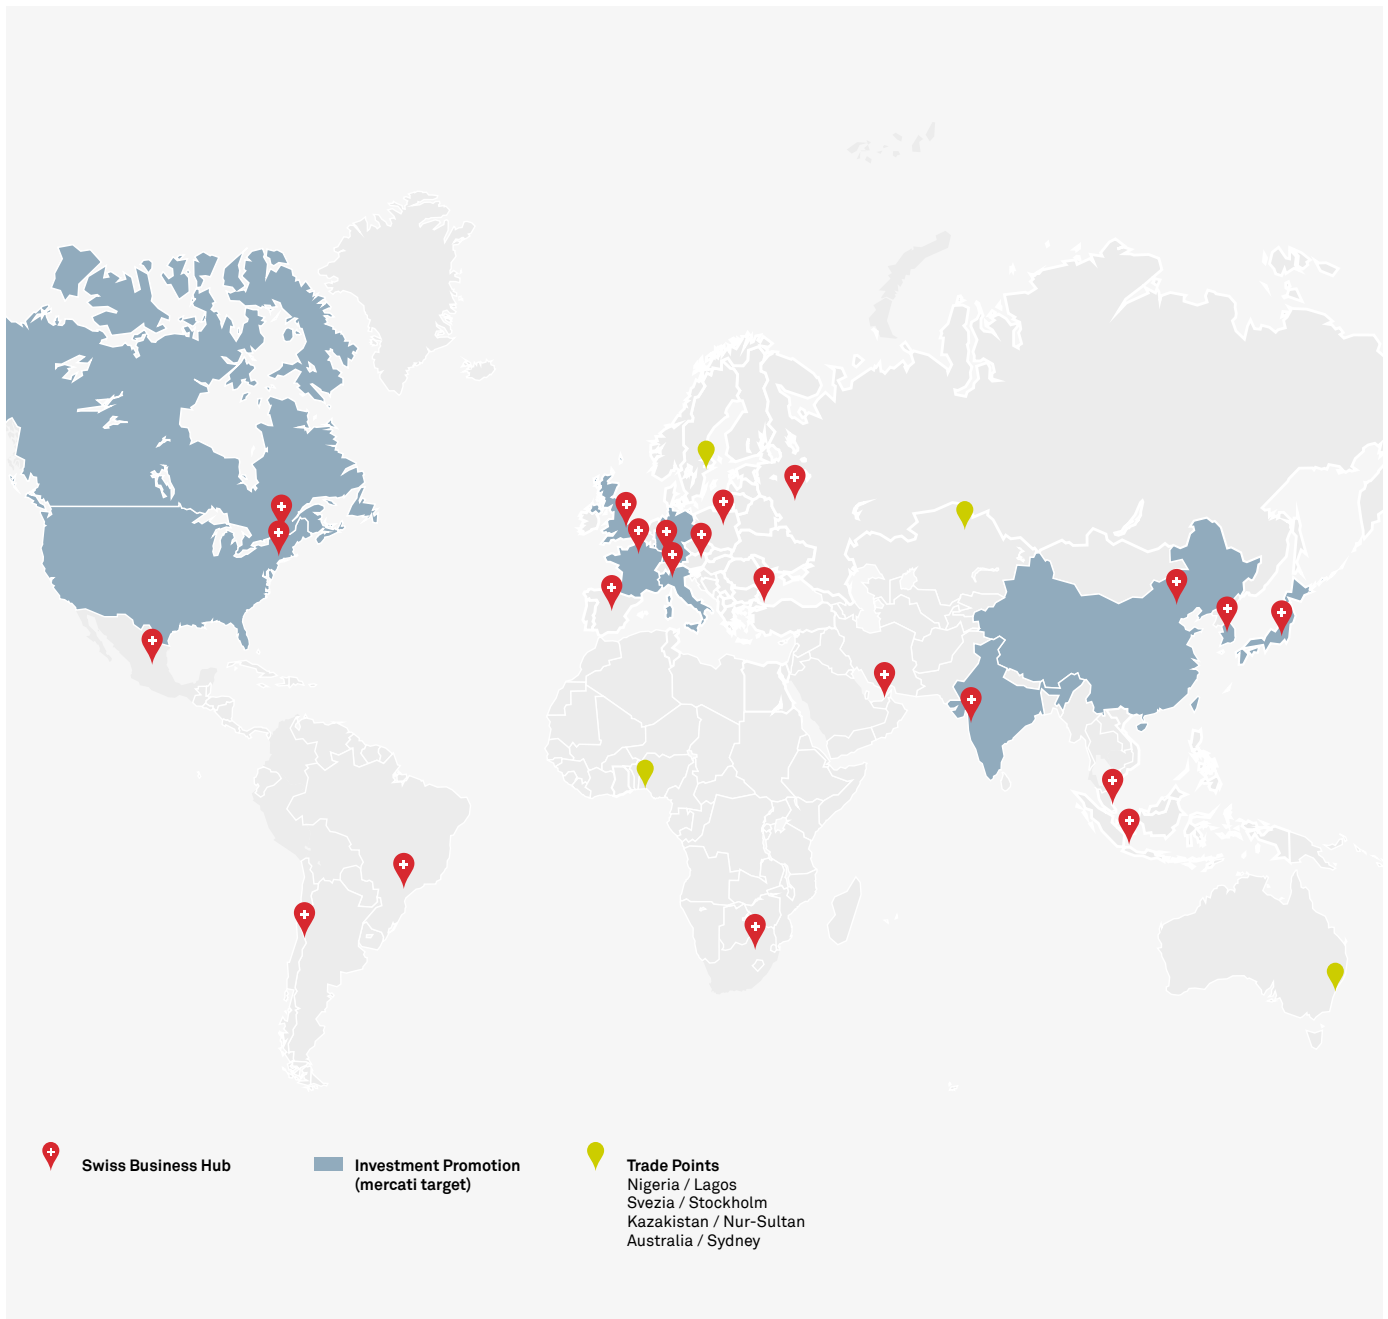 Swiss Business Hub
Investment Promotion
(mercati target)
Trade Points
Nigeria / Lagos
Svezia / Stockholm
Kazakistan / Nur-Sultan
Australia / Sydney